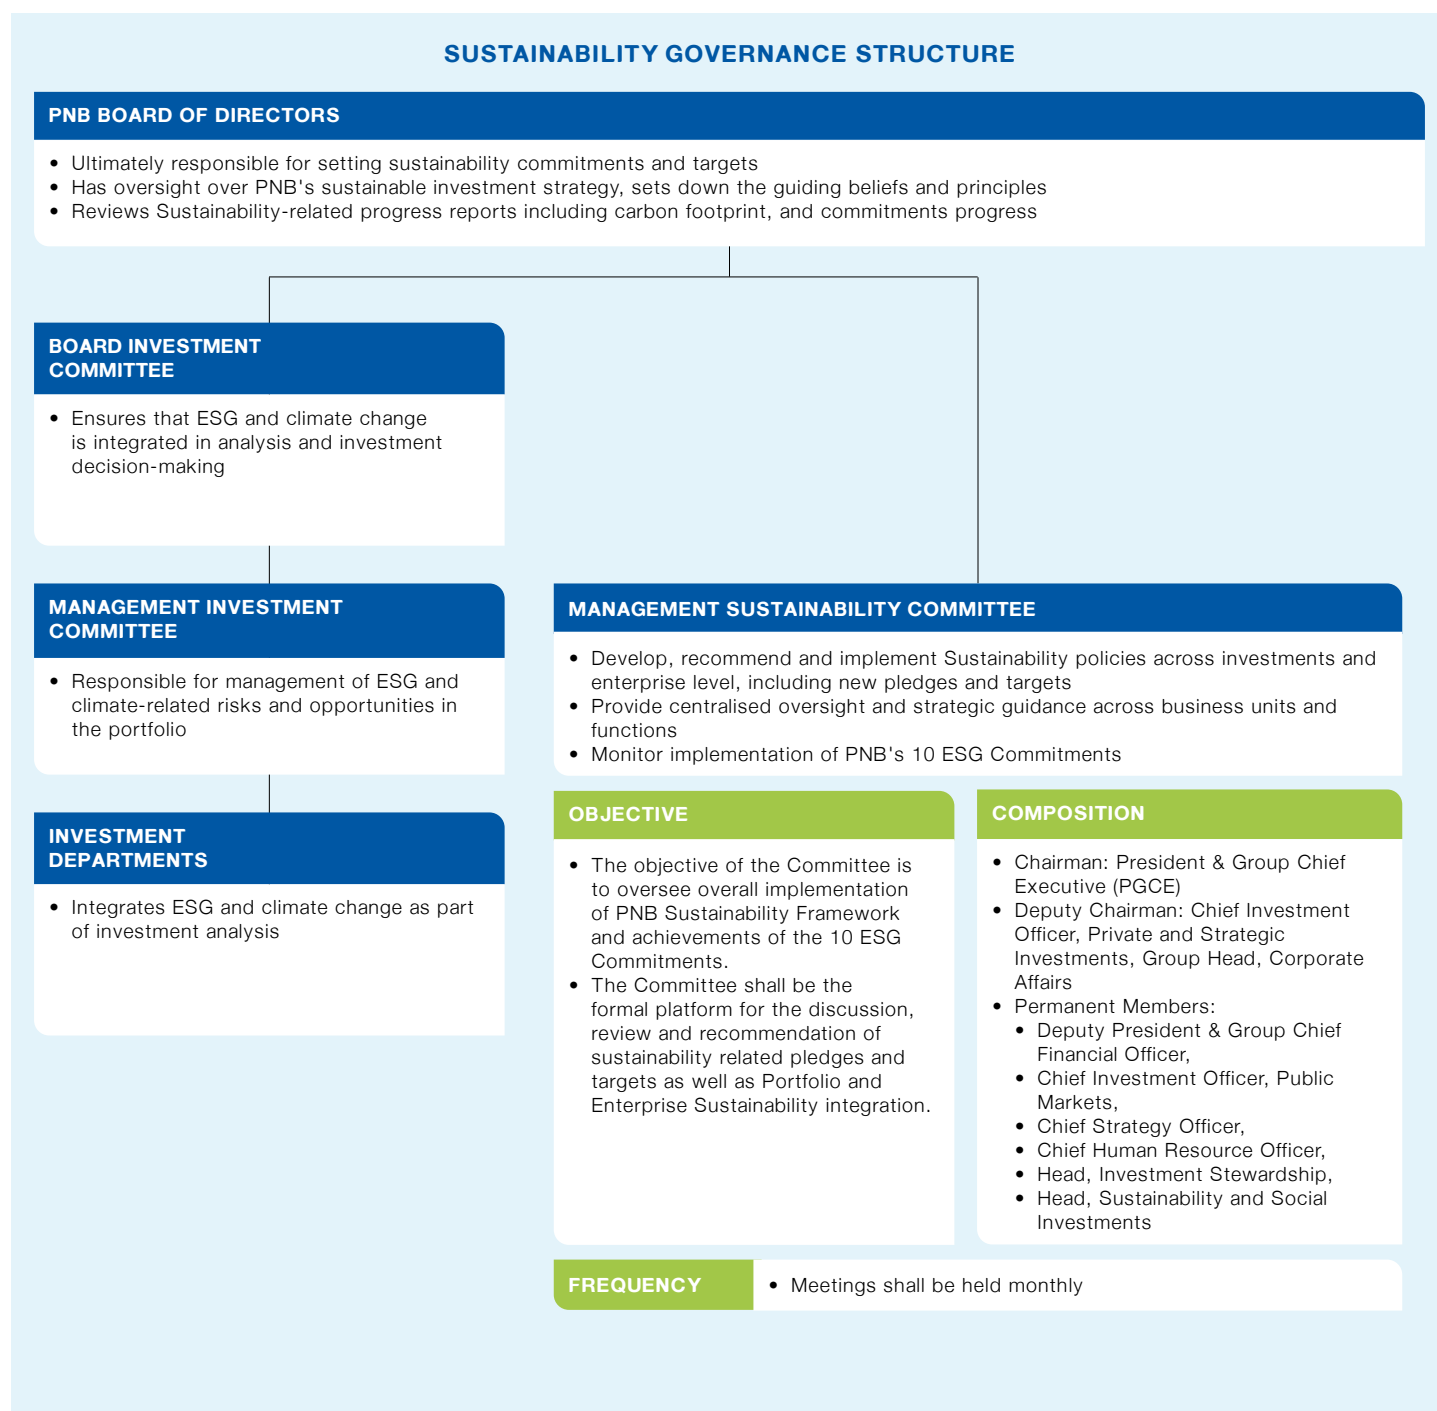 SUSTAINABILITY GOVERNANCE STRUCTURE
PNB BOARD OF DIRECTORS
• Ultimately responsible for setting sustainability commitments and targets
• Has oversight over PNB's sustainable investment strategy, sets down the guiding beliefs and principles
• Reviews Sustainability-related progress reports including carbon footprint, and commitments progress
BOARD INVESTMENT
COMMITTEE
• Ensures that ESG and climate change
is integrated in analysis and investment
decision-making
MANAGEMENT INVESTMENT
COMMITTEE
• Responsible for management of ESG and
climate-related risks and opportunities in
the portfolio
INVESTMENT
DEPARTMENTS
• Integrates ESG and climate change as part
of investment analysis
MANAGEMENT SUSTAINABILITY COMMITTEE
• Develop, recommend and implement Sustainability policies across investments and
enterprise level, including new pledges and targets
• Provide centralised oversight and strategic guidance across business units and
functions
• Monitor implementation of PNB's 10 ESG Commitments
OBJECTIVE
• The objective of the Committee is
to oversee overall implementation
of PNB Sustainability Framework
and achievements of the 10 ESG
Commitments.
• The Committee shall be the
formal platform for the discussion,
review and recommendation of
sustainability related pledges and
targets as well as Portfolio and
Enterprise Sustainability integration.
COMPOSITION
• Chairman: President & Group Chief
Executive (PGCE)
• Deputy Chairman: Chief Investment
Officer, Private and Strategic
Investments, Group Head, Corporate
Affairs
• Permanent Members:
• Deputy President & Group Chief
Financial Officer,
• Chief Investment Officer, Public
Markets,
• Chief Strategy Officer,
• Chief Human Resource Officer,
• Head, Investment Stewardship,
• Head, Sustainability and Social
Investments
FREQUENCY
• Meetings shall be held monthly